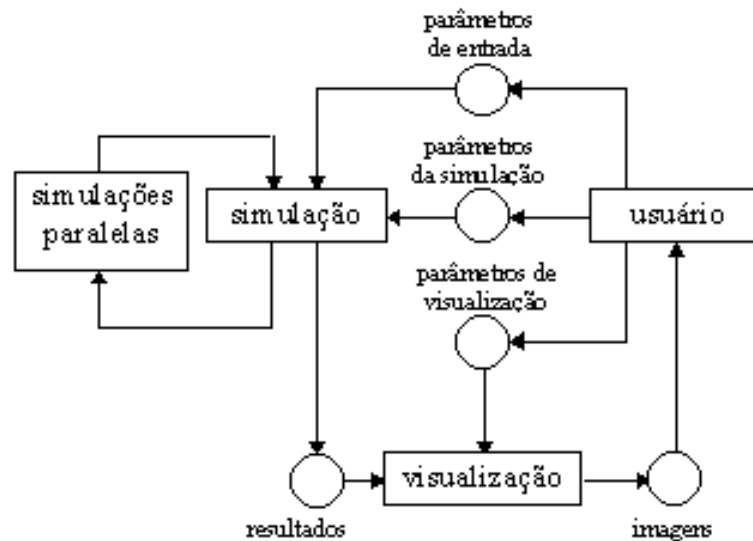 parâmetros
de entrada
parâmetros
da simulação
simulações
paralelas
simulação
usuário
parâmetros de
visualização
visualização
resultados
imagens